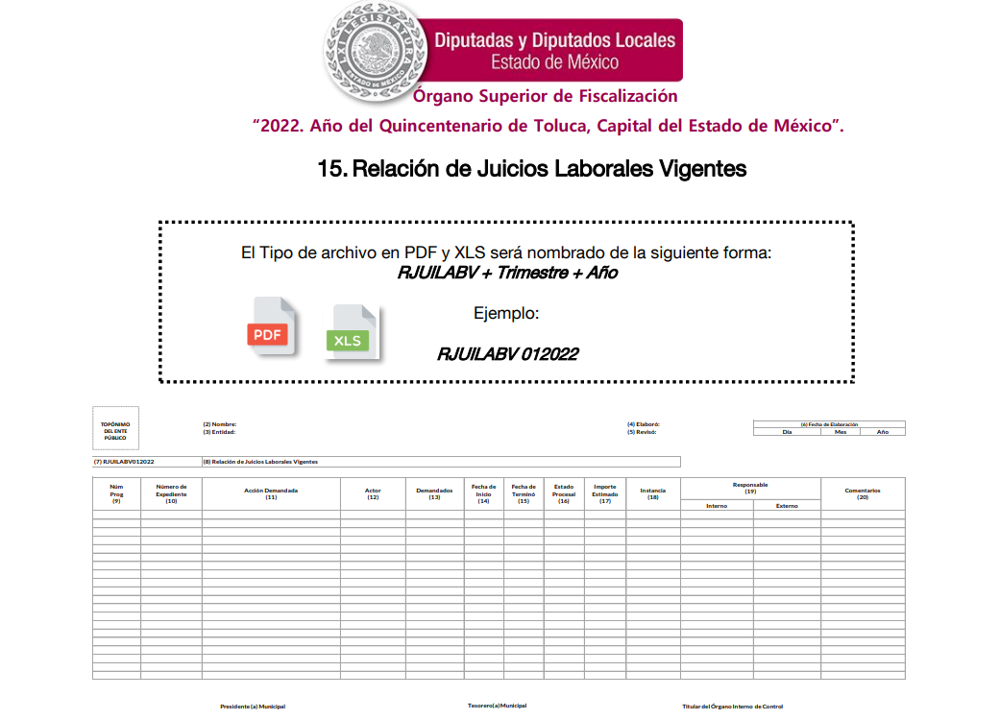 LXI LEGISLATURA
ESTADO DE MÉXICO
Diputadas y Diputados Locales
Estado de México
Órgano Superior de Fiscalización
“2022. Año del Quincentenario de Toluca, Capital del Estado de México”.
15. Relación de Juicios Laborales Vigentes
El Tipo de archivo en PDF y XLS será nombrado de la siguiente forma:
RJUILABV + Trimestre + Año
Ejemplo:
PDF
XLS
RJUILABV 012022
TOPÓNIMO
DEL ENTE
PÚBLICO
(2) Nombre:
(3) Entidad:
(4) Elaboró:
(5) Revisó:
(6) Fecha de Elaboración
Día Mes Año
(7) RJUILABV012022 (8) Relación de Juicios Laborales Vigentes
Núm
Prog
(9)
Número de
Expediente
(10)
Acción Demandada
(11)
Actor
(12)
Demandados
(13)
Fecha de
Inicio
(14)
Fecha de
Terminó
(15)
Estado
Procesal
(16)
Importe
Estimado
(17)
Instancia
(18)
Responsable
(19)
Interno Externo
Comentarios
(20)
Presidente (a) Municipal Tesorero(a) Municipal Titular del Órgano Interno de Control